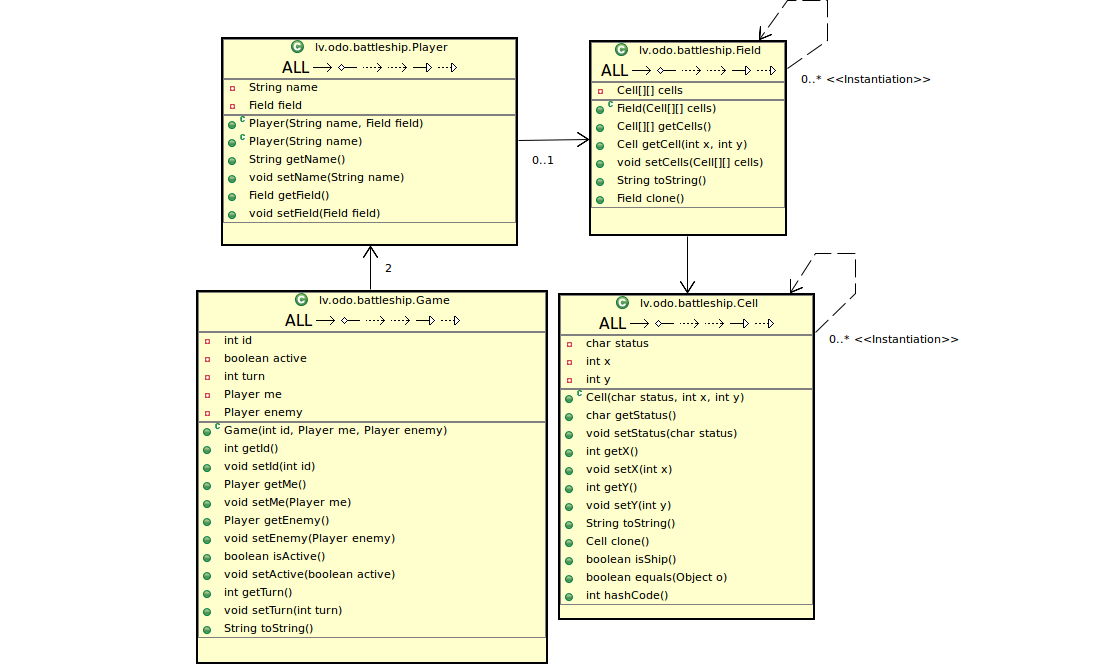 C lv.odo.battleship.Player
ALL
String name
Field field
c Player(String name, Field field)
c Player(String name)
String getName()
void setName(String name)
Field getField()
void setField(Field field)
0..1
C lv.odo.battleship.Field
ALL
Cell[][] cells
c Field(Cell[][] cells)
Cell[][] getCells()
Cell getCell(int x, int y)
void setCells(Cell[][] cells)
String toString()
Field clone()
0..* <<Instantiation>>
2
C lv.odo.battleship.Game
ALL
int id
boolean active
int turn
Player me
Player enemy
c Game(int id, Player me, Player enemy)
int getId()
void setId(int id)
Player getMe()
void setMe(Player me)
Player getEnemy()
void setEnemy(Player enemy)
boolean isActive()
void setActive(boolean active)
int getTurn()
void setTurn(int turn)
String toString()
C lv.odo.battleship.Cell
ALL
char status
int x
int y
c Cell(char status, int x, int y)
char getStatus()
void setStatus(char status)
int getX()
void setX(int x)
int getY()
void setY(int y)
String toString()
Cell clone()
boolean isShip()
boolean equals(Object o)
int hashCode()
0..* <<Instantiation>>